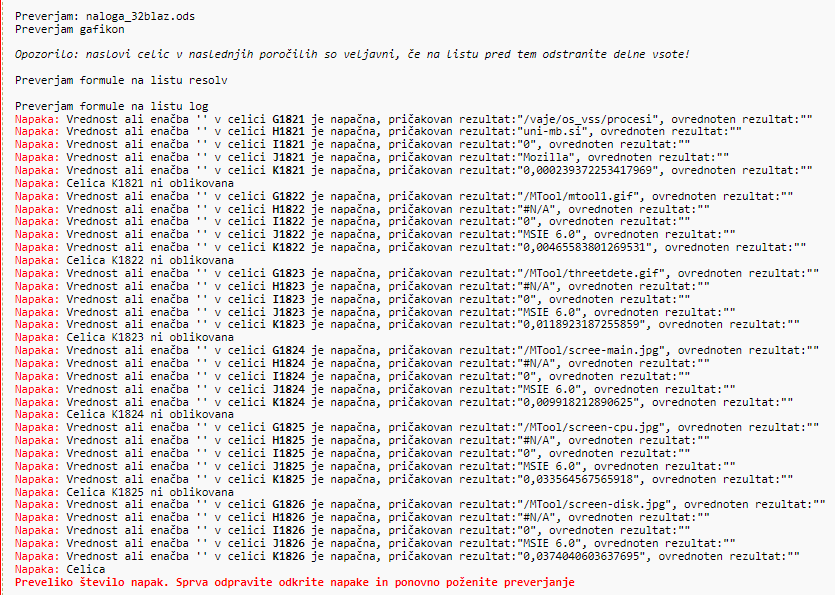 Preverjam: naloga_32blaz.ods
Preverjam gafikon
Opozorilo: naslovi celic v naslednjih poročilih so veljavni, če na listu pred tem odstranite delne vsote!
Preverjam formule na listu resolv
Preverjam formule na listu log
Napaka: Vrednost ali enačba '' v celici G1821 je napačna, pričakovan rezultat:"/vaje/os_vss/procesi", ovrednoten rezultat:""
Napaka: Vrednost ali enačba '' v celici H1821 je napačna, pričakovan rezultat:"uni-mb.si", ovrednoten rezultat:""
Napaka: Vrednost ali enačba '' v celici I1821 je napačna, pričakovan rezultat:"0", ovrednoten rezultat:""
Napaka: Vrednost ali enačba '' v celici J1821 je napačna, pričakovan rezultat:"Mozilla", ovrednoten rezultat:""
Napaka: Vrednost ali enačba '' v celici K1821 je napačna, pričakovan rezultat:"0,000239372253417969", ovrednoten rezultat:""
Napaka: Celica K1821 ni oblikovana
Napaka: Vrednost ali enačba '' v celici G1822 je napačna, pričakovan rezultat:"/MTool/mtool1.gif", ovrednoten rezultat:""
Napaka: Vrednost ali enačba '' v celici H1822 je napačna, pričakovan rezultat:"#N/A", ovrednoten rezultat:""
Napaka: Vrednost ali enačba '' v celici I1822 je napačna, pričakovan rezultat:"0", ovrednoten rezultat:""
Napaka: Vrednost ali enačba '' v celici J1822 je napačna, pričakovan rezultat:"MSIE 6.0", ovrednoten rezultat:""
Napaka: Vrednost ali enačba '' v celici K1822 je napačna, pričakovan rezultat:"0,00465583801269531", ovrednoten rezultat:""
Napaka: Celica K1822 ni oblikovana
Napaka: Vrednost ali enačba '' v celici G1823 je napačna, pričakovan rezultat:"/MTool/threetdete.gif", ovrednoten rezultat:""
Napaka: Vrednost ali enačba '' v celici H1823 je napačna, pričakovan rezultat:"#N/A", ovrednoten rezultat:""
Napaka: Vrednost ali enačba '' v celici I1823 je napačna, pričakovan rezultat:"0", ovrednoten rezultat:""
Napaka: Vrednost ali enačba '' v celici J1823 je napačna, pričakovan rezultat:"MSIE 6.0", ovrednoten rezultat:""
Napaka: Vrednost ali enačba '' v celici K1823 je napačna, pričakovan rezultat:"0,0118923187255859", ovrednoten rezultat:""
Napaka: Celica K1823 ni oblikovana
Napaka: Vrednost ali enačba '' v celici G1824 je napačna, pričakovan rezultat:"/MTool/scree-main.jpg", ovrednoten rezultat:""
Napaka: Vrednost ali enačba '' v celici H1824 je napačna, pričakovan rezultat:"#N/A", ovrednoten rezultat:""
Napaka: Vrednost ali enačba '' v celici I1824 je napačna, pričakovan rezultat:"0", ovrednoten rezultat:""
Napaka: Vrednost ali enačba '' v celici J1824 je napačna, pričakovan rezultat:"MSIE 6.0", ovrednoten rezultat:""
Napaka: Vrednost ali enačba '' v celici K1824 je napačna, pričakovan rezultat:"0,009918212890625", ovrednoten rezultat:""
Napaka: Celica K1824 ni oblikovana
Napaka: Vrednost ali enačba '' v celici G1825 je napačna, pričakovan rezultat:"/MTool/screen-cpu.jpg", ovrednoten rezultat:""
Napaka: Vrednost ali enačba '' v celici H1825 je napačna, pričakovan rezultat:"#N/A", ovrednoten rezultat:""
Napaka: Vrednost ali enačba '' v celici I1825 je napačna, pričakovan rezultat:"0", ovrednoten rezultat:""
Napaka: Vrednost ali enačba '' v celici J1825 je napačna, pričakovan rezultat:"MSIE 6.0", ovrednoten rezultat:""
Napaka: Vrednost ali enačba '' v celici K1825 je napačna, pričakovan rezultat:"0,033564567565918", ovrednoten rezultat:""
Napaka: Celica K1825 ni oblikovana
Napaka: Vrednost ali enačba '' v celici G1826 je napačna, pričakovan rezultat:"/MTool/screen-disk.jpg", ovrednoten rezultat:""
Napaka: Vrednost ali enačba '' v celici H1826 je napačna, pričakovan rezultat:"#N/A", ovrednoten rezultat:""
Napaka: Vrednost ali enačba '' v celici I1826 je napačna, pričakovan rezultat:"0", ovrednoten rezultat:""
Napaka: Vrednost ali enačba '' v celici J1826 je napačna, pričakovan rezultat:"MSIE 6.0", ovrednoten rezultat:""
Napaka: Vrednost ali enačba '' v celici K1826 je napačna, pričakovan rezultat:"0,0374040603637695", ovrednoten rezultat:""
Napaka: Celica
Preveliko število napak. Sprva odpravite odkrite napake in ponovno poženite preverjanje